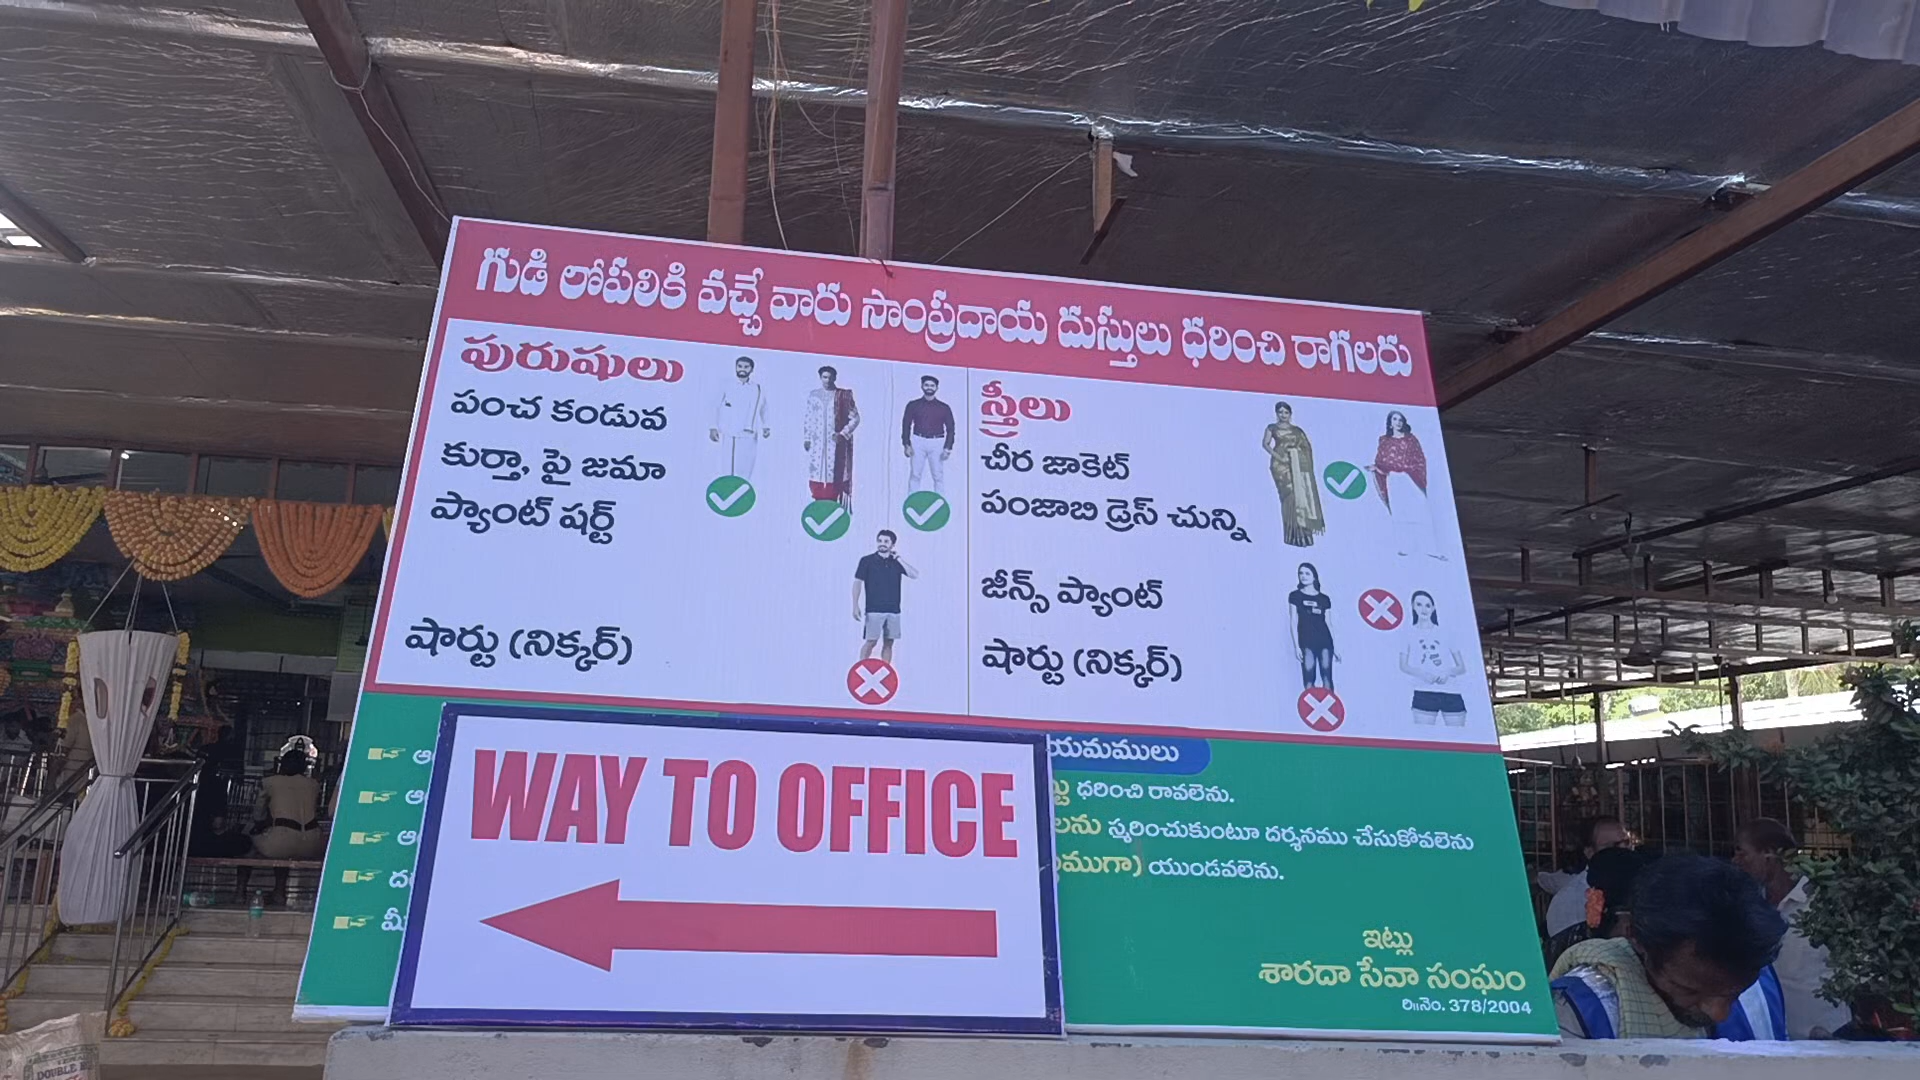 గుడి లోపలికి వచ్చే వారు సాంప్రదాయ దుస్తులు ధరించి రాగలరు
పురుషులు
పంచ కండువ
కుర్తా, పై జమా
ప్యాంట్ షర్ట్
షార్టు (నిక్కర్)
స్త్రీలు
చీర జాకెట్
పంజాబి డ్రెస్ చున్ని
జీన్స్ ప్యాంట్
షార్టు (నిక్కర్)
WAY TO OFFICE
యమములు
ధరించి రావలెను.
లను స్మరించుకుంటూ దర్శనము చేసుకోవలెను
ముగా) యుండవలెను.
ఇట్లు
శారదా సేవా సంఘం
రి॥నెం. 378/2004